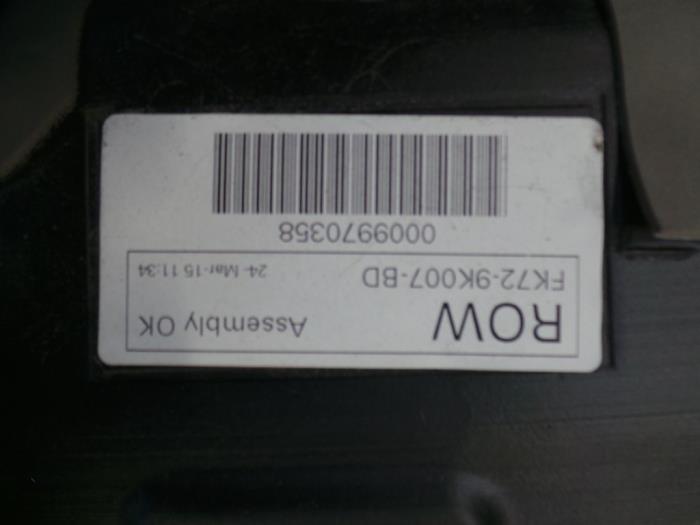 ROW Assembly OK
FK72-9K007-BD 24-Mar-15 11:34
0009970358